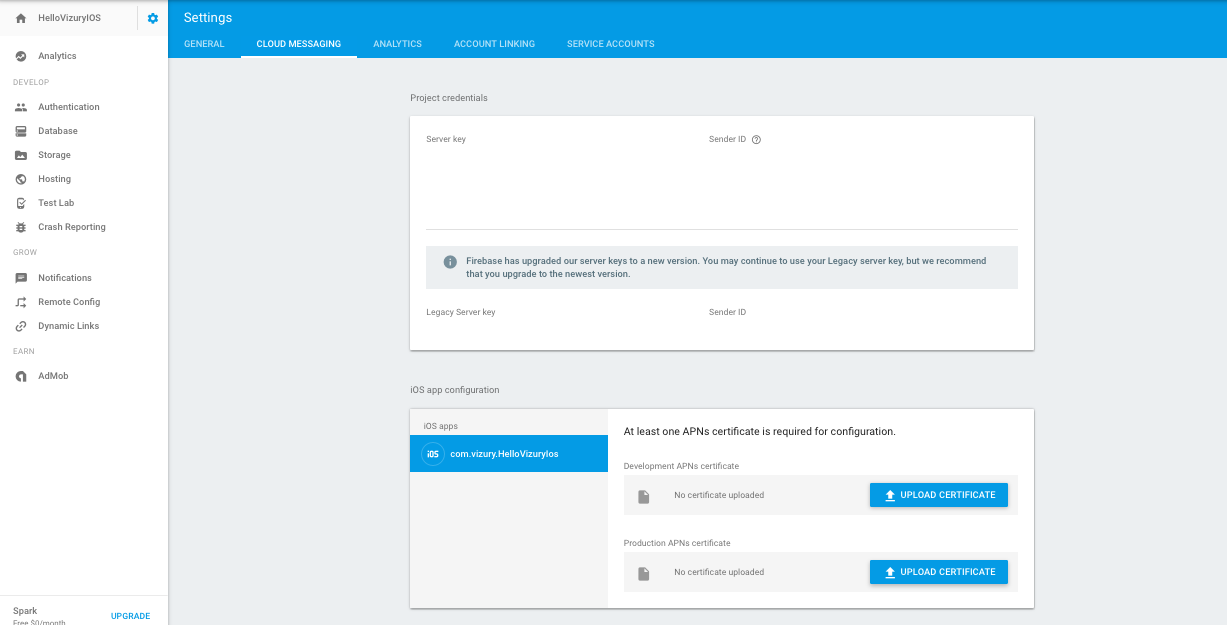 HelloVizuryIOS
Analytics
DEVELOP
Authentication
Database
Storage
Hosting
Test Lab
Crash Reporting
GROW
Notifications
Remote Config
Dynamic Links
EARN
AdMob
Spark
Free $0/month
UPGRADE
Settings
GENERAL CLOUD MESSAGING ANALYTICS ACCOUNT LINKING SERVICE ACCOUNTS
Project credentials
Server key Sender ID ?
Firebase has upgraded our server keys to a new version. You may continue to use your Legacy server key, but we recommend
that you upgrade to the newest version.
Legacy Server key Sender ID
iOS app configuration
iOS apps
iOS com.vizury.HelloVizuryIos
At least one APNs certificate is required for configuration.
Development APNs certificate
No certificate uploaded UPLOAD CERTIFICATE
Production APNs certificate
No certificate uploaded UPLOAD CERTIFICATE